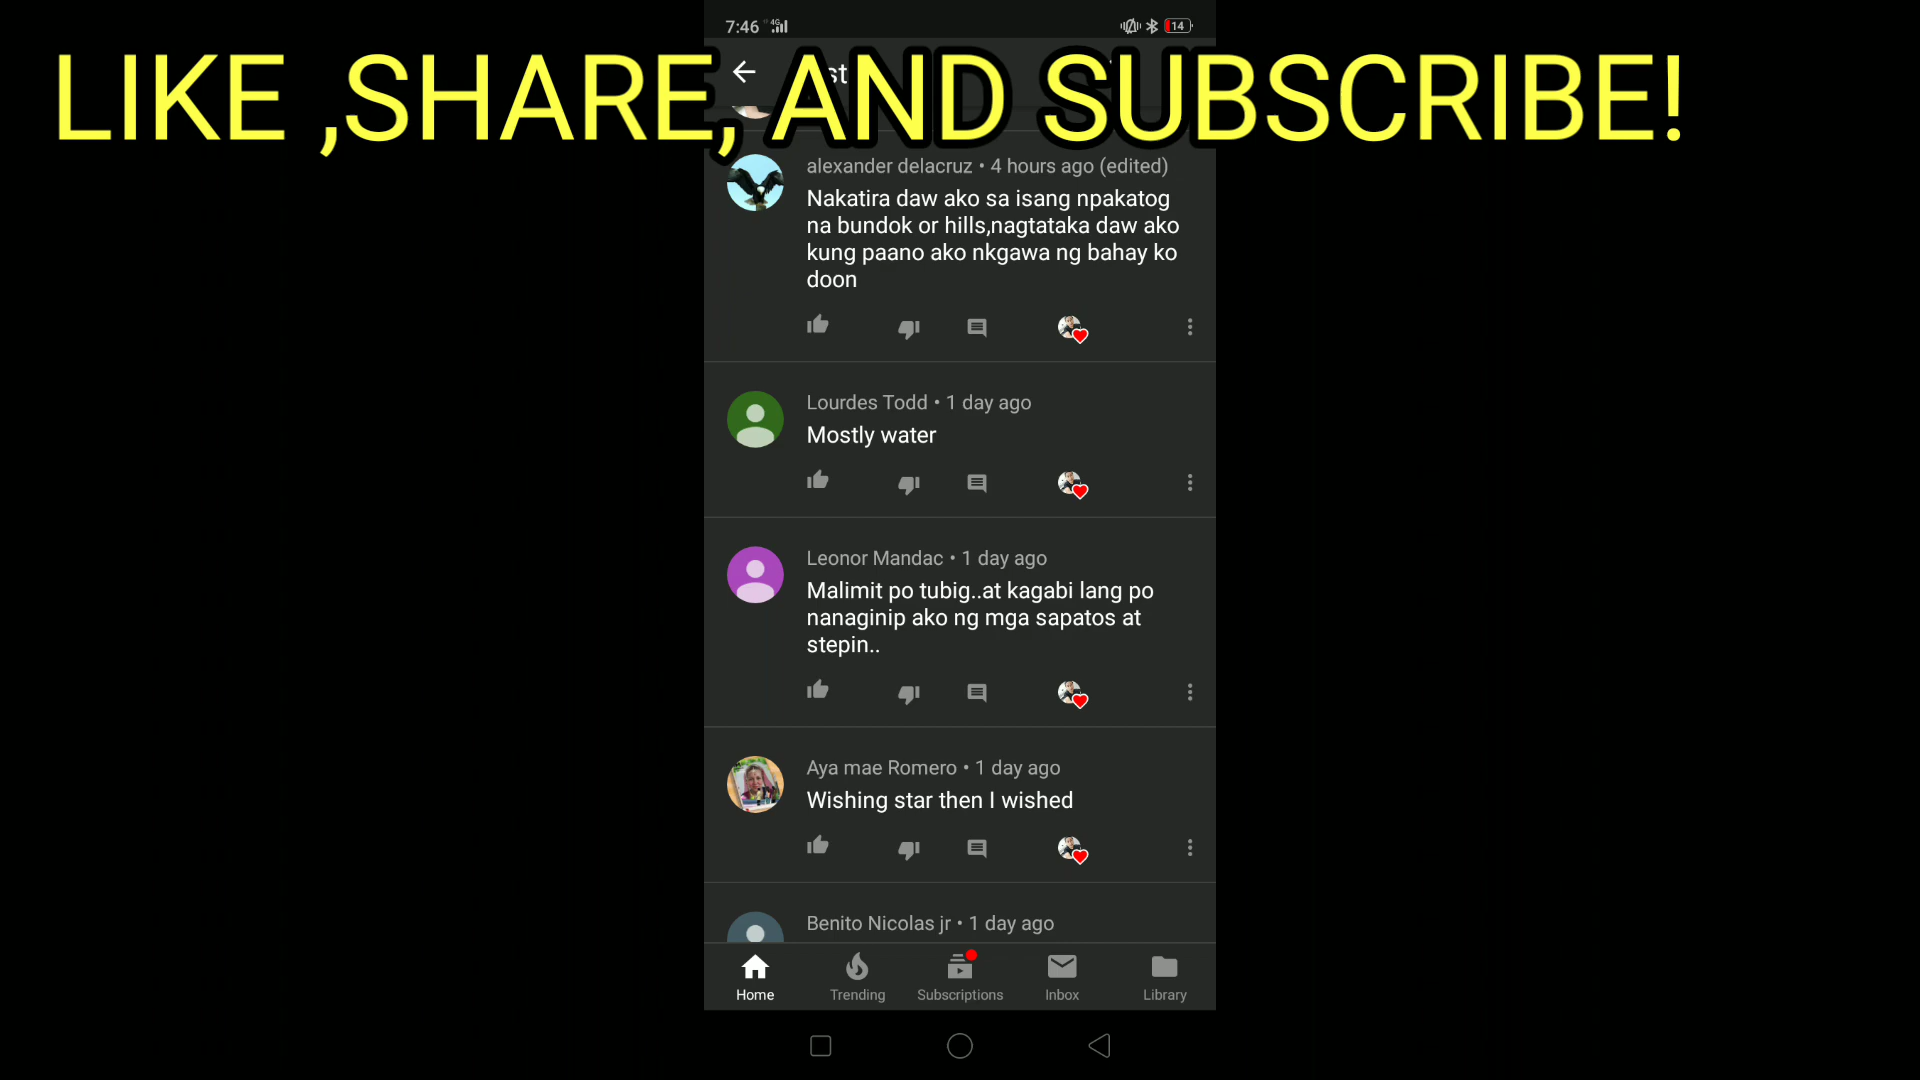 7:46 4G 14
LIKE ,SHARE, AND SUBSCRIBE!
alexander delacruz • 4 hours ago (edited)
Nakatira daw ako sa isang npakatog
na bundok or hills,nagtataka daw ako
kung paano ako nkgawa ng bahay ko
doon
Lourdes Todd • 1 day ago
Mostly water
Leonor Mandac • 1 day ago
Malimit po tubig..at kagabi lang po
nanaginip ako ng mga sapatos at
stepin..
Aya mae Romero • 1 day ago
Wishing star then I wished
Benito Nicolas jr • 1 day ago
Home Trending Subscriptions Inbox Library